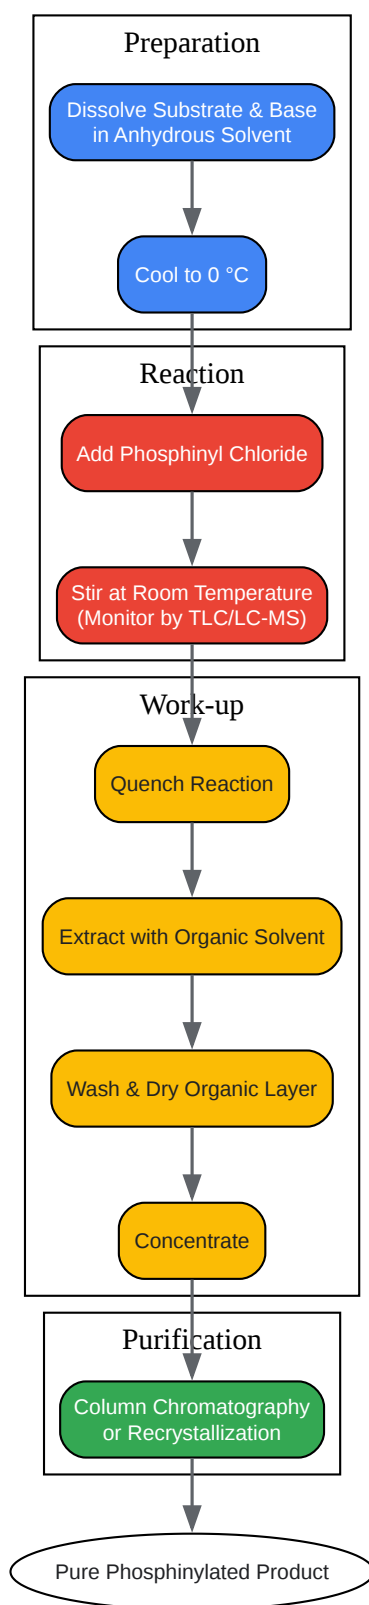 Preparation
Dissolve Substrate & Base
in Anhydrous Solvent
Cool to 0 °C
Reaction
Add Phosphinyl Chloride
Stir at Room Temperature
(Monitor by TLC/LC-MS)
Work-up
Quench Reaction
Extract with Organic Solvent
Wash & Dry Organic Layer
Concentrate
Purification
Column Chromatography
or Recrystallization
Pure Phosphinylated Product